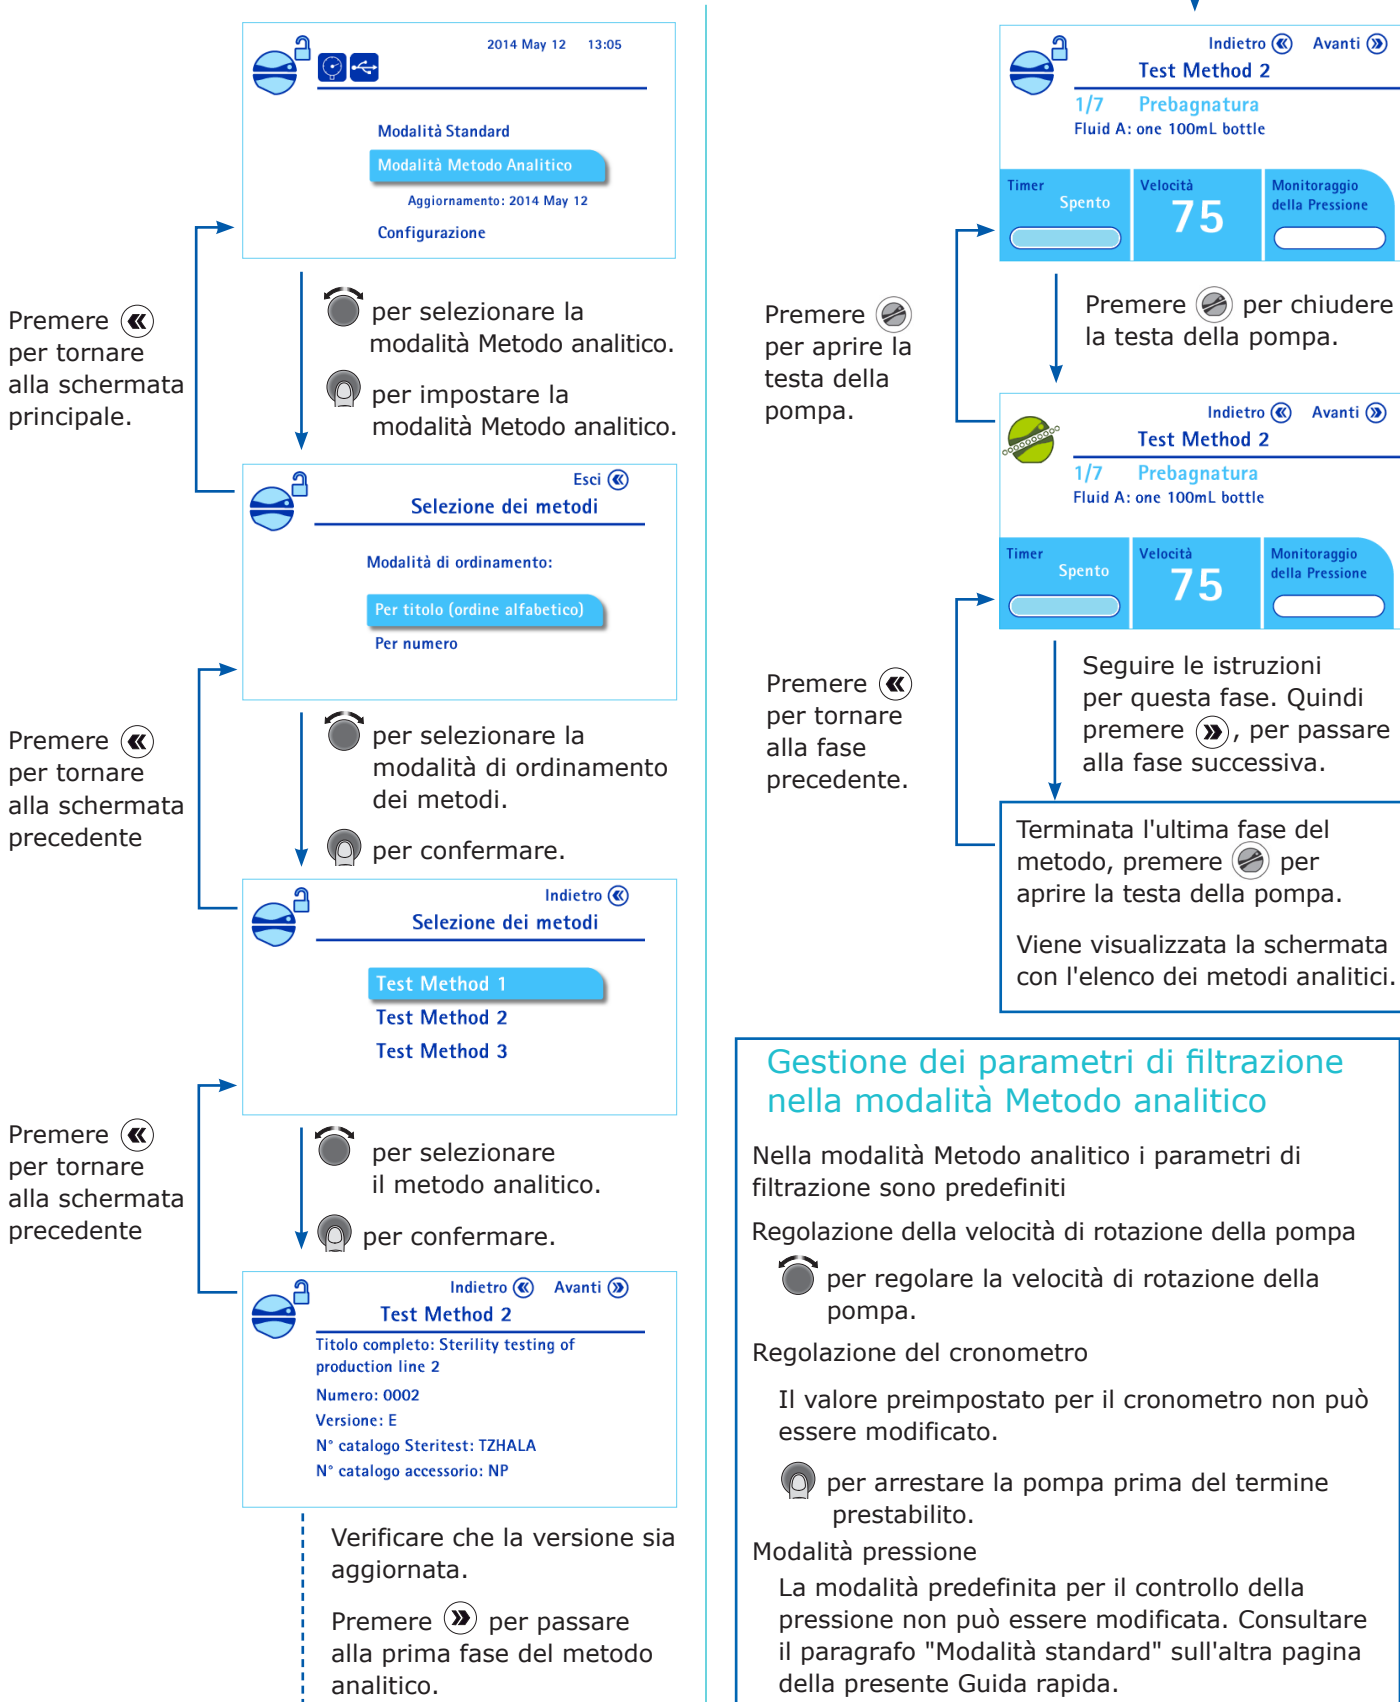 2014 May 12 13:05
Modalità Standard
Modalità Metodo Analitico
Aggiornamento: 2014 May 12
Configurazione
Premere
per tornare
alla schermata
principale.
per selezionare la
modalità Metodo analitico.
per impostare la
modalità Metodo analitico.
Esci
Selezione dei metodi
Modalità di ordinamento:
Per titolo (ordine alfabetico)
Per numero
Premere
per tornare
alla schermata
precedente
per selezionare la
modalità di ordinamento
dei metodi.
per confermare.
Indietro
Selezione dei metodi
Test Method 1
Test Method 2
Test Method 3
Premere
per tornare
alla schermata
precedente
per selezionare
il metodo analitico.
per confermare.
Indietro Avanti
Test Method 2
Titolo completo: Sterility testing of
production line 2
Numero: 0002
Versione: E
N° catalogo Steritest: TZHALA
N° catalogo accessorio: NP
Verificare che la versione sia
aggiornata.
Premere per passare
alla prima fase del metodo
analitico.
Indietro Avanti
Test Method 2
1/7 Prebagnatura
Fluid A: one 100mL bottle
Timer
Spento
Velocità
75
Monitoraggio
della Pressione
Premere
per aprire la
testa della
pompa.
Premere per chiudere
la testa della pompa.
Indietro Avanti
Test Method 2
1/7 Prebagnatura
Fluid A: one 100mL bottle
Timer
Spento
Velocità
75
Monitoraggio
della Pressione
Premere
per tornare
alla fase
precedente.
Seguire le istruzioni
per questa fase. Quindi
premere , per passare
alla fase successiva.
Terminata l'ultima fase del
metodo, premere per
aprire la testa della pompa.
Viene visualizzata la schermata
con l'elenco dei metodi analitici.
Gestione dei parametri di filtrazione
nella modalità Metodo analitico
Nella modalità Metodo analitico i parametri di
filtrazione sono predefiniti
Regolazione della velocità di rotazione della pompa
per regolare la velocità di rotazione della
pompa.
Regolazione del cronometro
Il valore preimpostato per il cronometro non può
essere modificato.
per arrestare la pompa prima del termine
prestabilito.
Modalità pressione
La modalità predefinita per il controllo della
pressione non può essere modificata. Consultare
il paragrafo "Modalità standard" sull'altra pagina
della presente Guida rapida.